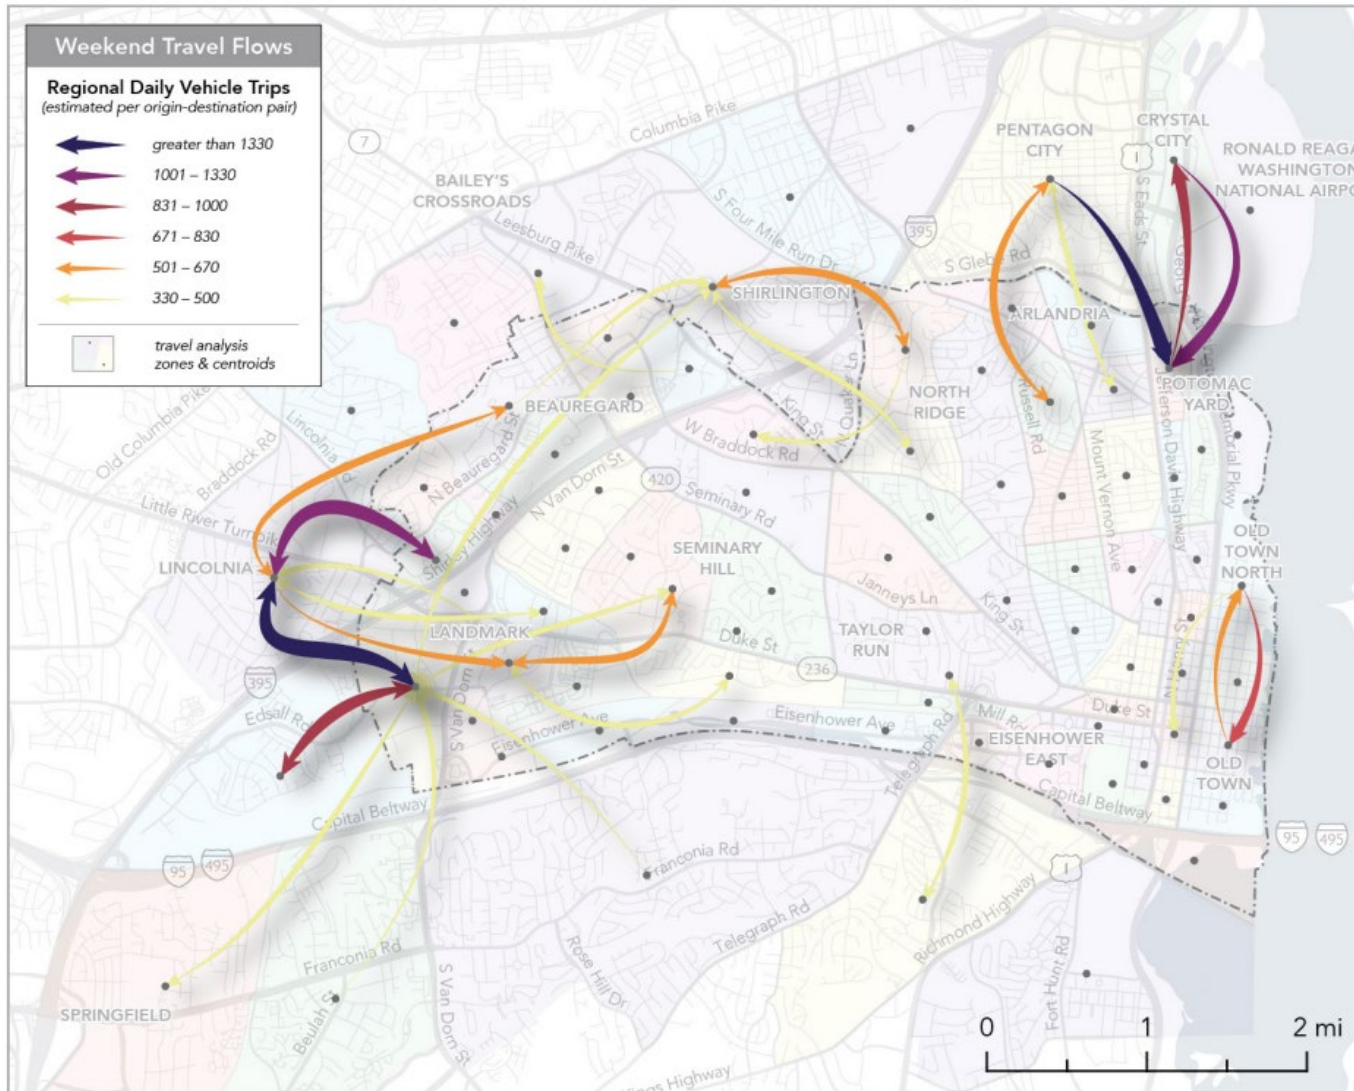 Weekend Travel Flows
Regional Daily Vehicle Trips
(estimated per origin-destination pair)
greater than 1330
1001 – 1330
831 – 1000
671 – 830
501 – 670
330 – 500
travel analysis
zones & centroids
7
Columbia Pike
BAILEY'S
CROSSROADS
Leesburg Pike
S Four Mile Run Dr
395
PENTAGON
CITY
CRYSTAL
CITY
1
S Eads St
RONALD REAGA
WASHINGTON
NATIONAL AIRPO
S Glebe Rd
SHIRLINGTON
ARLANDRIA
POTOMAC
YARD
NORTH
RIDGE
Russell Rd
BEAUREGARD
N Beauregard St
King St
W Braddock Rd
Old Columbia Pike
Lincolnia
Braddock Rd
Little River Turnpik
LINCOLNIA
Shirley Highway
N Van Dorn St
420
Seminary Rd
SEMINARY
HILL
Janneys Ln
King St
Mount Vernon Ave
Jefferson Davis Highway
OLD
TOWN
NORTH
LANDMARK
Duke St
236
TAYLOR
RUN
395
Edsall Rd
S Van Dorn St
Eisenhower Ave
Eisenhower Ave
Telegraph Rd
Mill Rd
Duke St
EISENHOWER
EAST
OLD
TOWN
Capital Beltway
Capital Beltway
95
495
95
495
1
Franconia Rd
Telegraph Rd
Richmond Highway
Franconia Rd
Rose Hill Dr
Fort Hunt Rd
SPRINGFIELD
Beulah St
S Van Dorn St
Kings Highway
0
1
2 mi